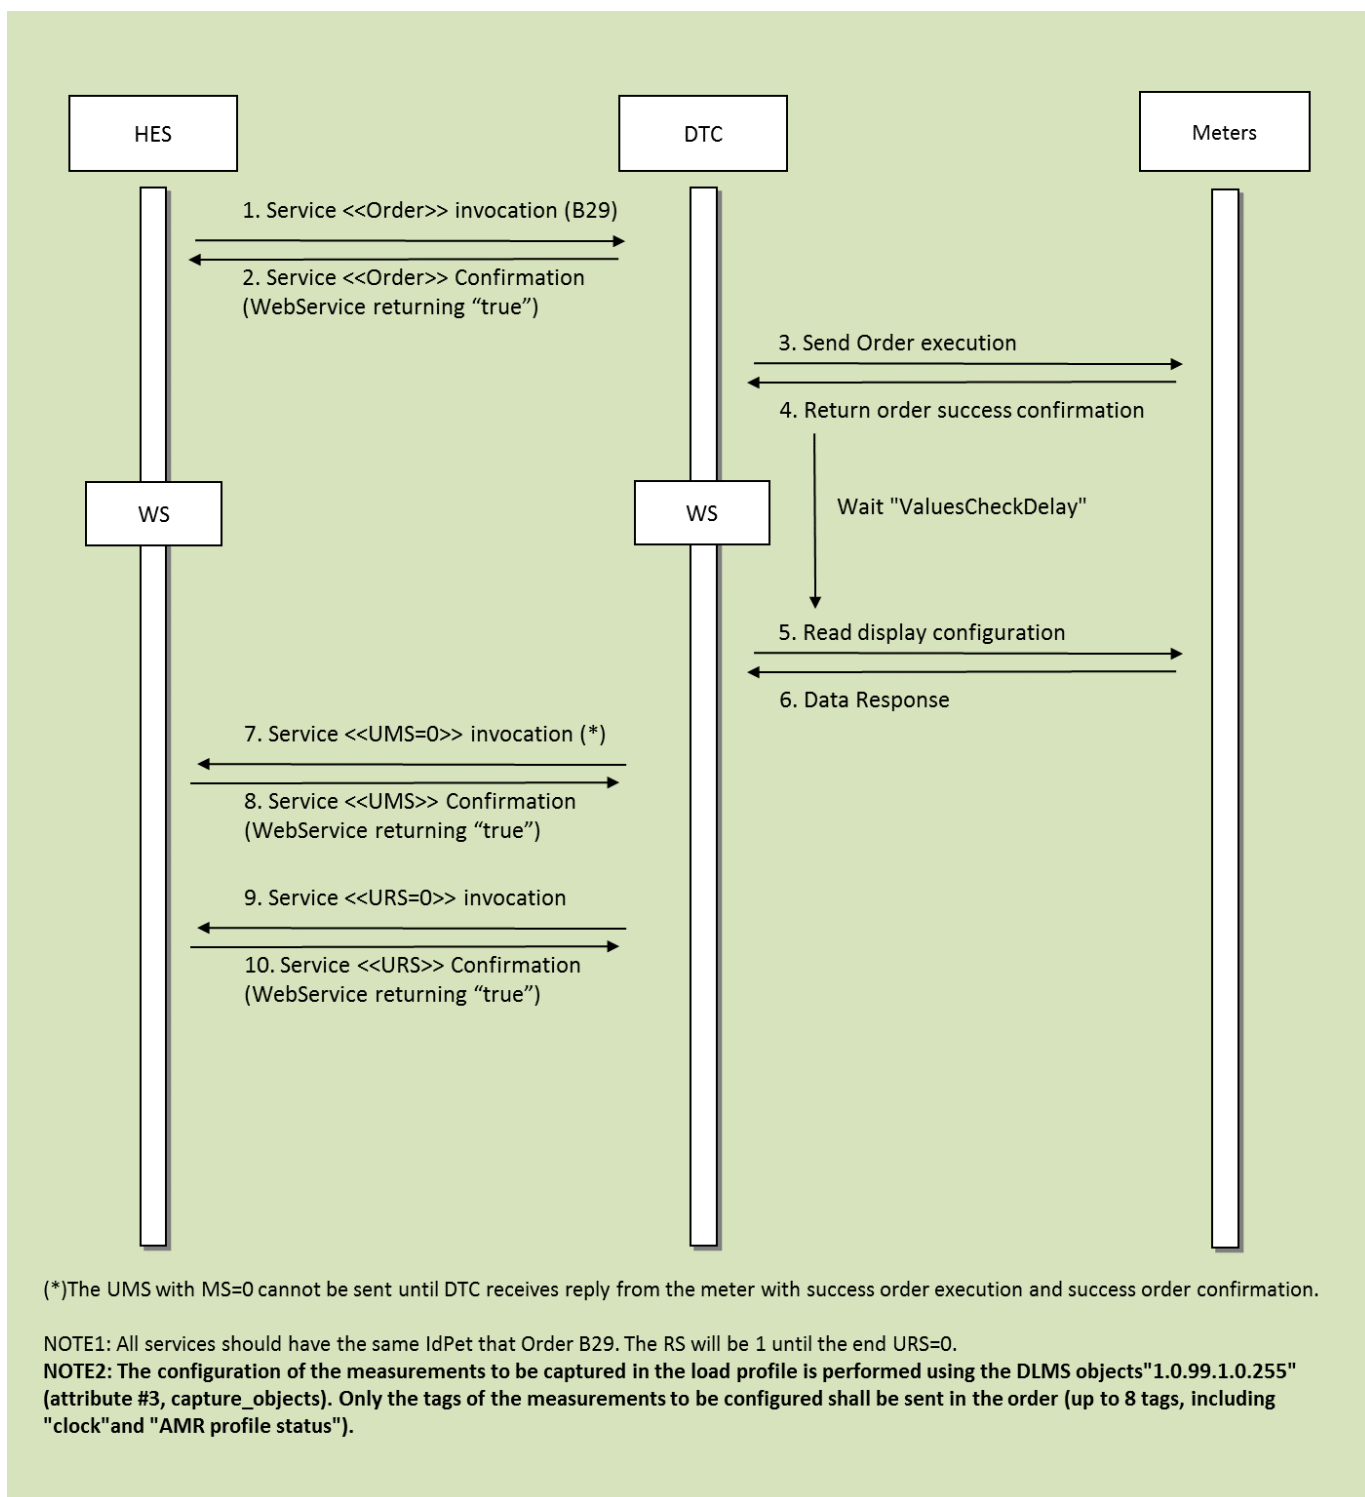 HES
DTC
Meters
1. Service <<Order>> invocation (B29)
2. Service <<Order>> Confirmation
(WebService returning “true”)
3. Send Order execution
4. Return order success confirmation
WS
WS
Wait "ValuesCheckDelay"
5. Read display configuration
6. Data Response
7. Service <<UMS=0>> invocation (*)
8. Service <<UMS>> Confirmation
(WebService returning “true”)
9. Service <<URS=0>> invocation
10. Service <<URS>> Confirmation
(WebService returning “true”)
(*)The UMS with MS=0 cannot be sent until DTC receives reply from the meter with success order execution and success order confirmation.
NOTE1: All services should have the same IdPet that Order B29. The RS will be 1 until the end URS=0.
NOTE2: The configuration of the measurements to be captured in the load profile is performed using the DLMS objects"1.0.99.1.0.255"
(attribute #3, capture_objects). Only the tags of the measurements to be configured shall be sent in the order (up to 8 tags, including
"clock"and "AMR profile status").